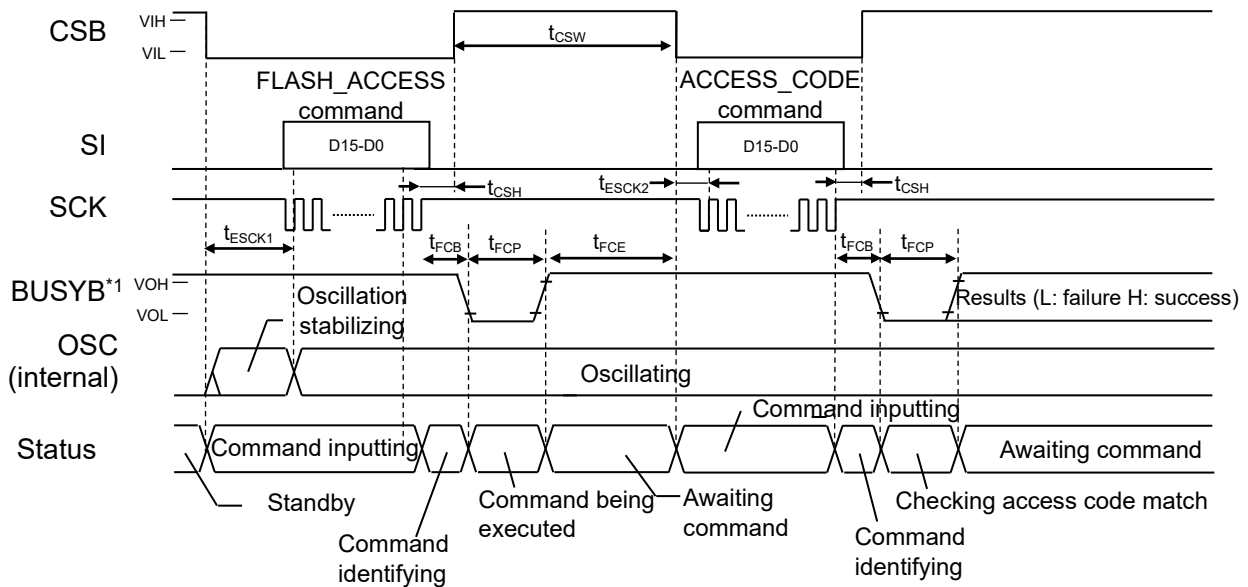 CSB
VIH
VIL
tCSW
FLASH_ACCESS
command
ACCESS_CODE
command
SI
D15-D0
D15-D0
tCSH
tESCK2
tCSH
SCK
tESCK1
tFCB
tFCP
tFCE
tFCB
tFCP
BUSYB*1
VOH
VOL
Oscillation
stabilizing
Results (L: failure H: success)
OSC
(internal)
Oscillating
Command inputting
Status
Command inputting
Awaiting command
Standby
Command being
executed
Awaiting
command
Checking access code match
Command
identifying
Command
identifying